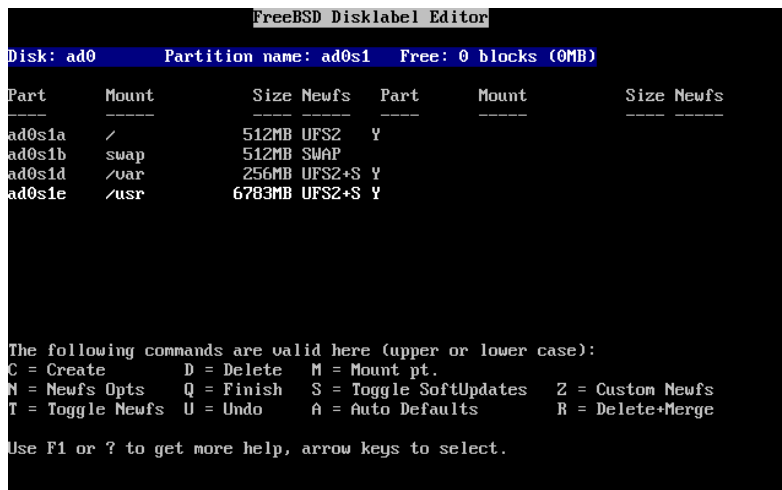 FreeBSD Disklabel Editor
Disk: ad0       Partition name: ad0s1   Free: 0 blocks (0MB)
Part      Mount          Size Newfs   Part      Mount          Size Newfs
----      -----          ---- -----   ----      -----          ---- -----
ad0s1a    /             512MB UFS2   Y
ad0s1b    swap          512MB SWAP
ad0s1d    /var          256MB UFS2+S Y
ad0s1e    /usr         6783MB UFS2+S Y
The following commands are valid here (upper or lower case):
C = Create        D = Delete   M = Mount pt.
N = Newfs Opts    Q = Finish   S = Toggle SoftUpdates   Z = Custom Newfs
T = Toggle Newfs  U = Undo     A = Auto Defaults        R = Delete+Merge
Use F1 or ? to get more help, arrow keys to select.